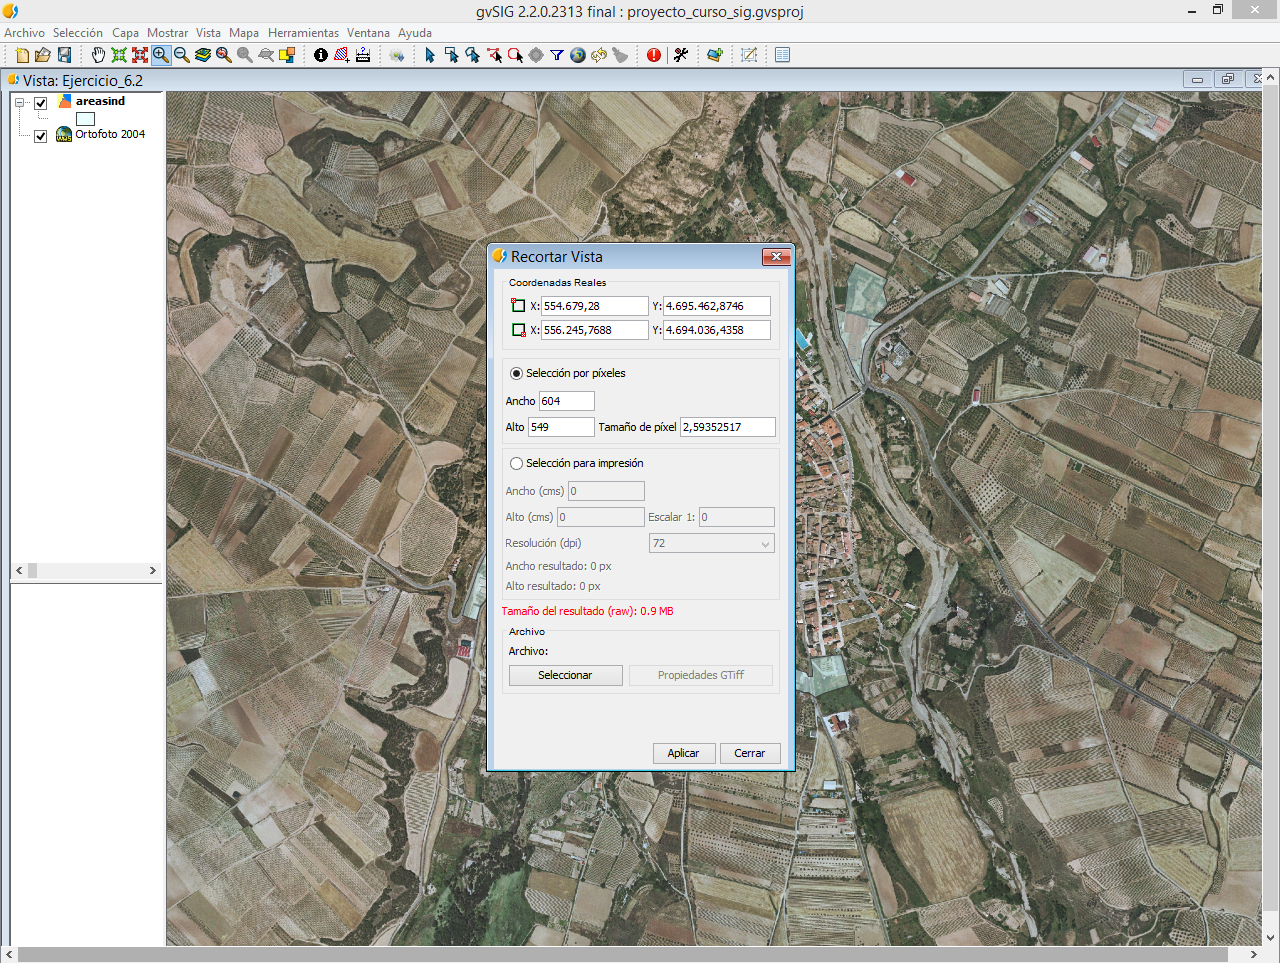 gvSIG 2.2.0.2313 final : proyecto_curso_sig.gvsproj
Archivo Selección Capa Mostrar Vista Mapa Herramientas Ventana Ayuda
Vista: Ejercicio_6.2
areasind
Ortofoto 2004
Recortar Vista
Coordenadas Reales
X: 554.679,28 Y: 4.695.462,8746
X: 556.245,7688 Y: 4.694.036,4358
Selección por píxeles
Ancho 604
Alto 549 Tamaño de píxel 2,59352517
Selección para impresión
Ancho (cms) 0
Alto (cms) 0 Escalar 1: 0
Resolución (dpi) 72
Ancho resultado: 0 px
Alto resultado: 0 px
Tamaño del resultado (raw): 0.9 MB
Archivo
Archivo:
Seleccionar Propiedades GTiff
Aplicar Cerrar